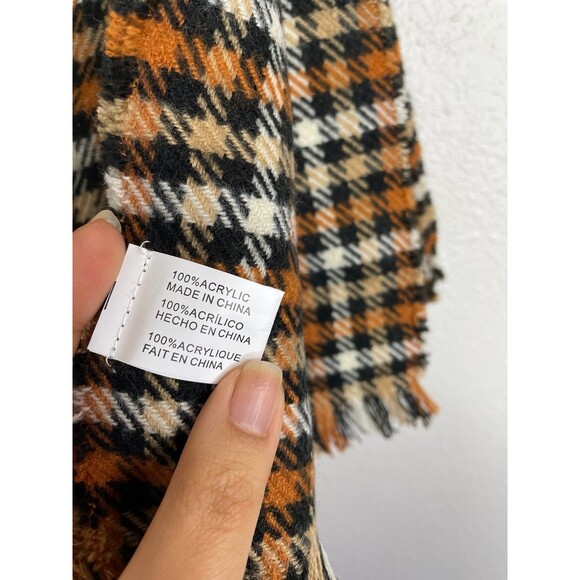 100%ACRYLIC
MADE IN CHINA
100%ACRÍLICO
HECHO EN CHINA
100%ACRYLIQUE
FAIT EN CHINA